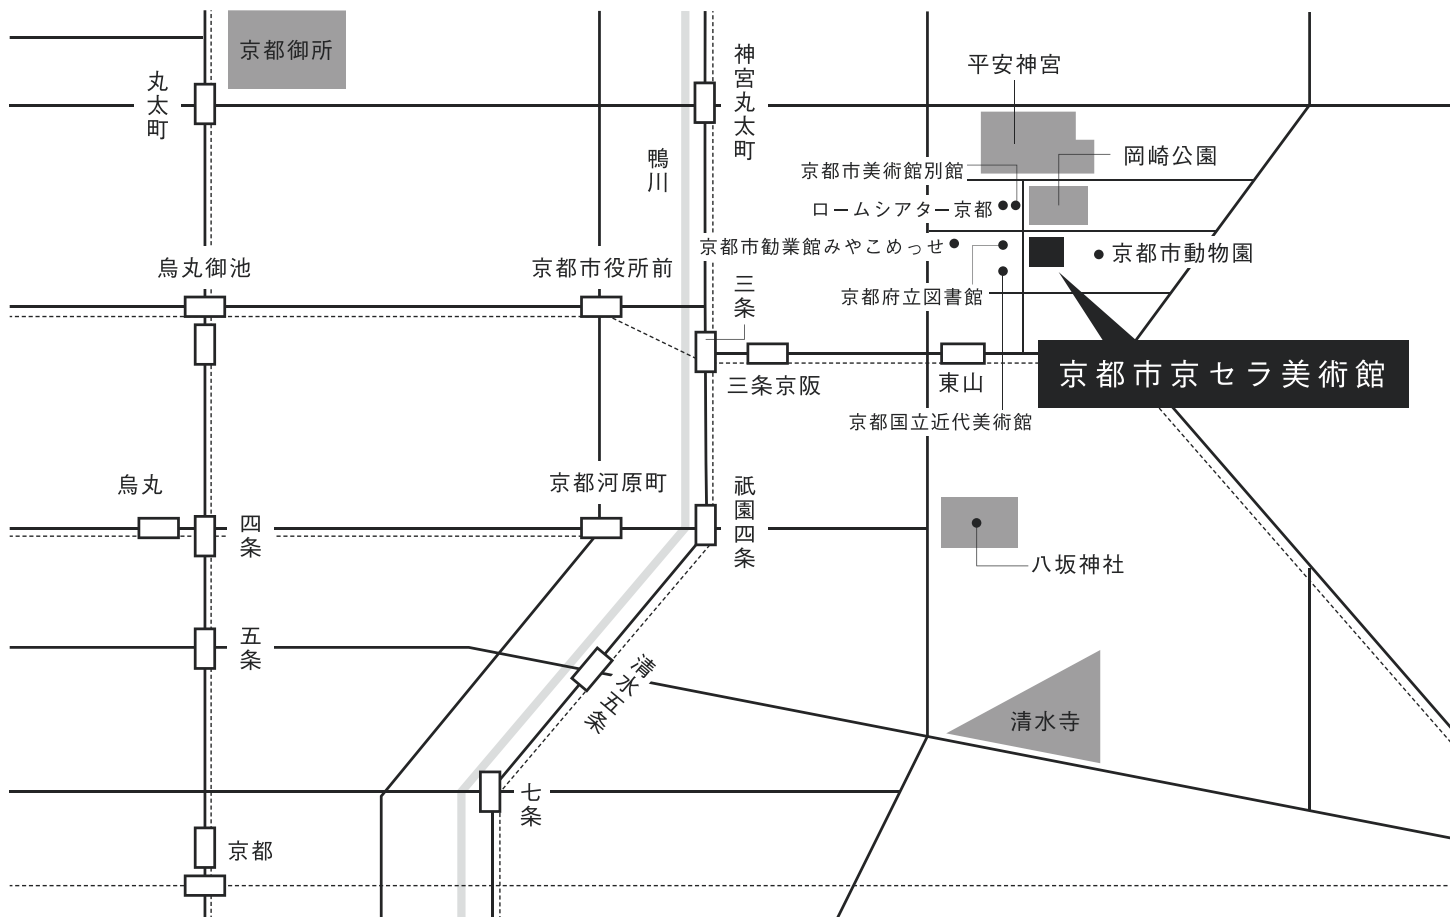 京都御所
丸太町
神宮丸太町
平安神宮
鴨川
岡崎公園
京都市美術館別館
ロームシアター京都
京都市勧業館みやこめっせ
京都市動物園
烏丸御池
京都市役所前
三条
京都府立図書館
三条京阪
東山
京都市京セラ美術館
京都国立近代美術館
烏丸
四条
京都河原町
祇園四条
八坂神社
五条
清水五条
清水寺
七条
京都